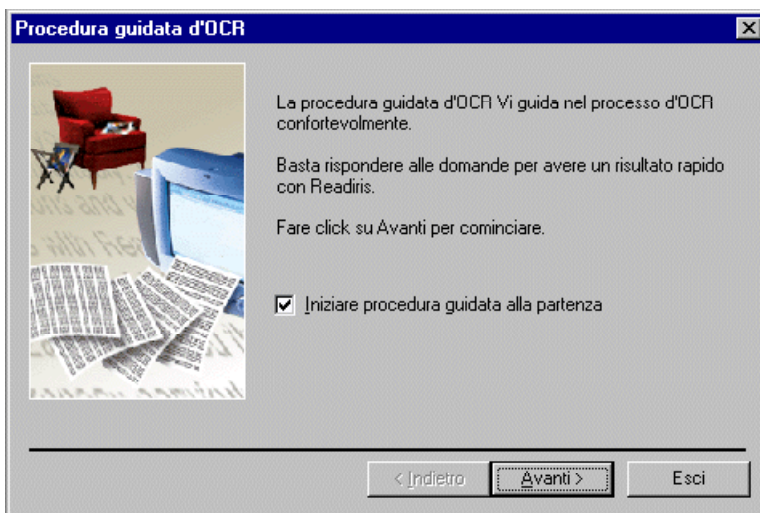 Procedura guidata d'OCR
La procedura guidata d'OCR Vi guida nel processo d'OCR
confortevolmente.
Basta rispondere alle domande per avere un risultato rapido
con Readiris.
Fare click su Avanti per cominciare.
Iniziare procedura guidata alla partenza
< Indietro
Avanti >
Esci